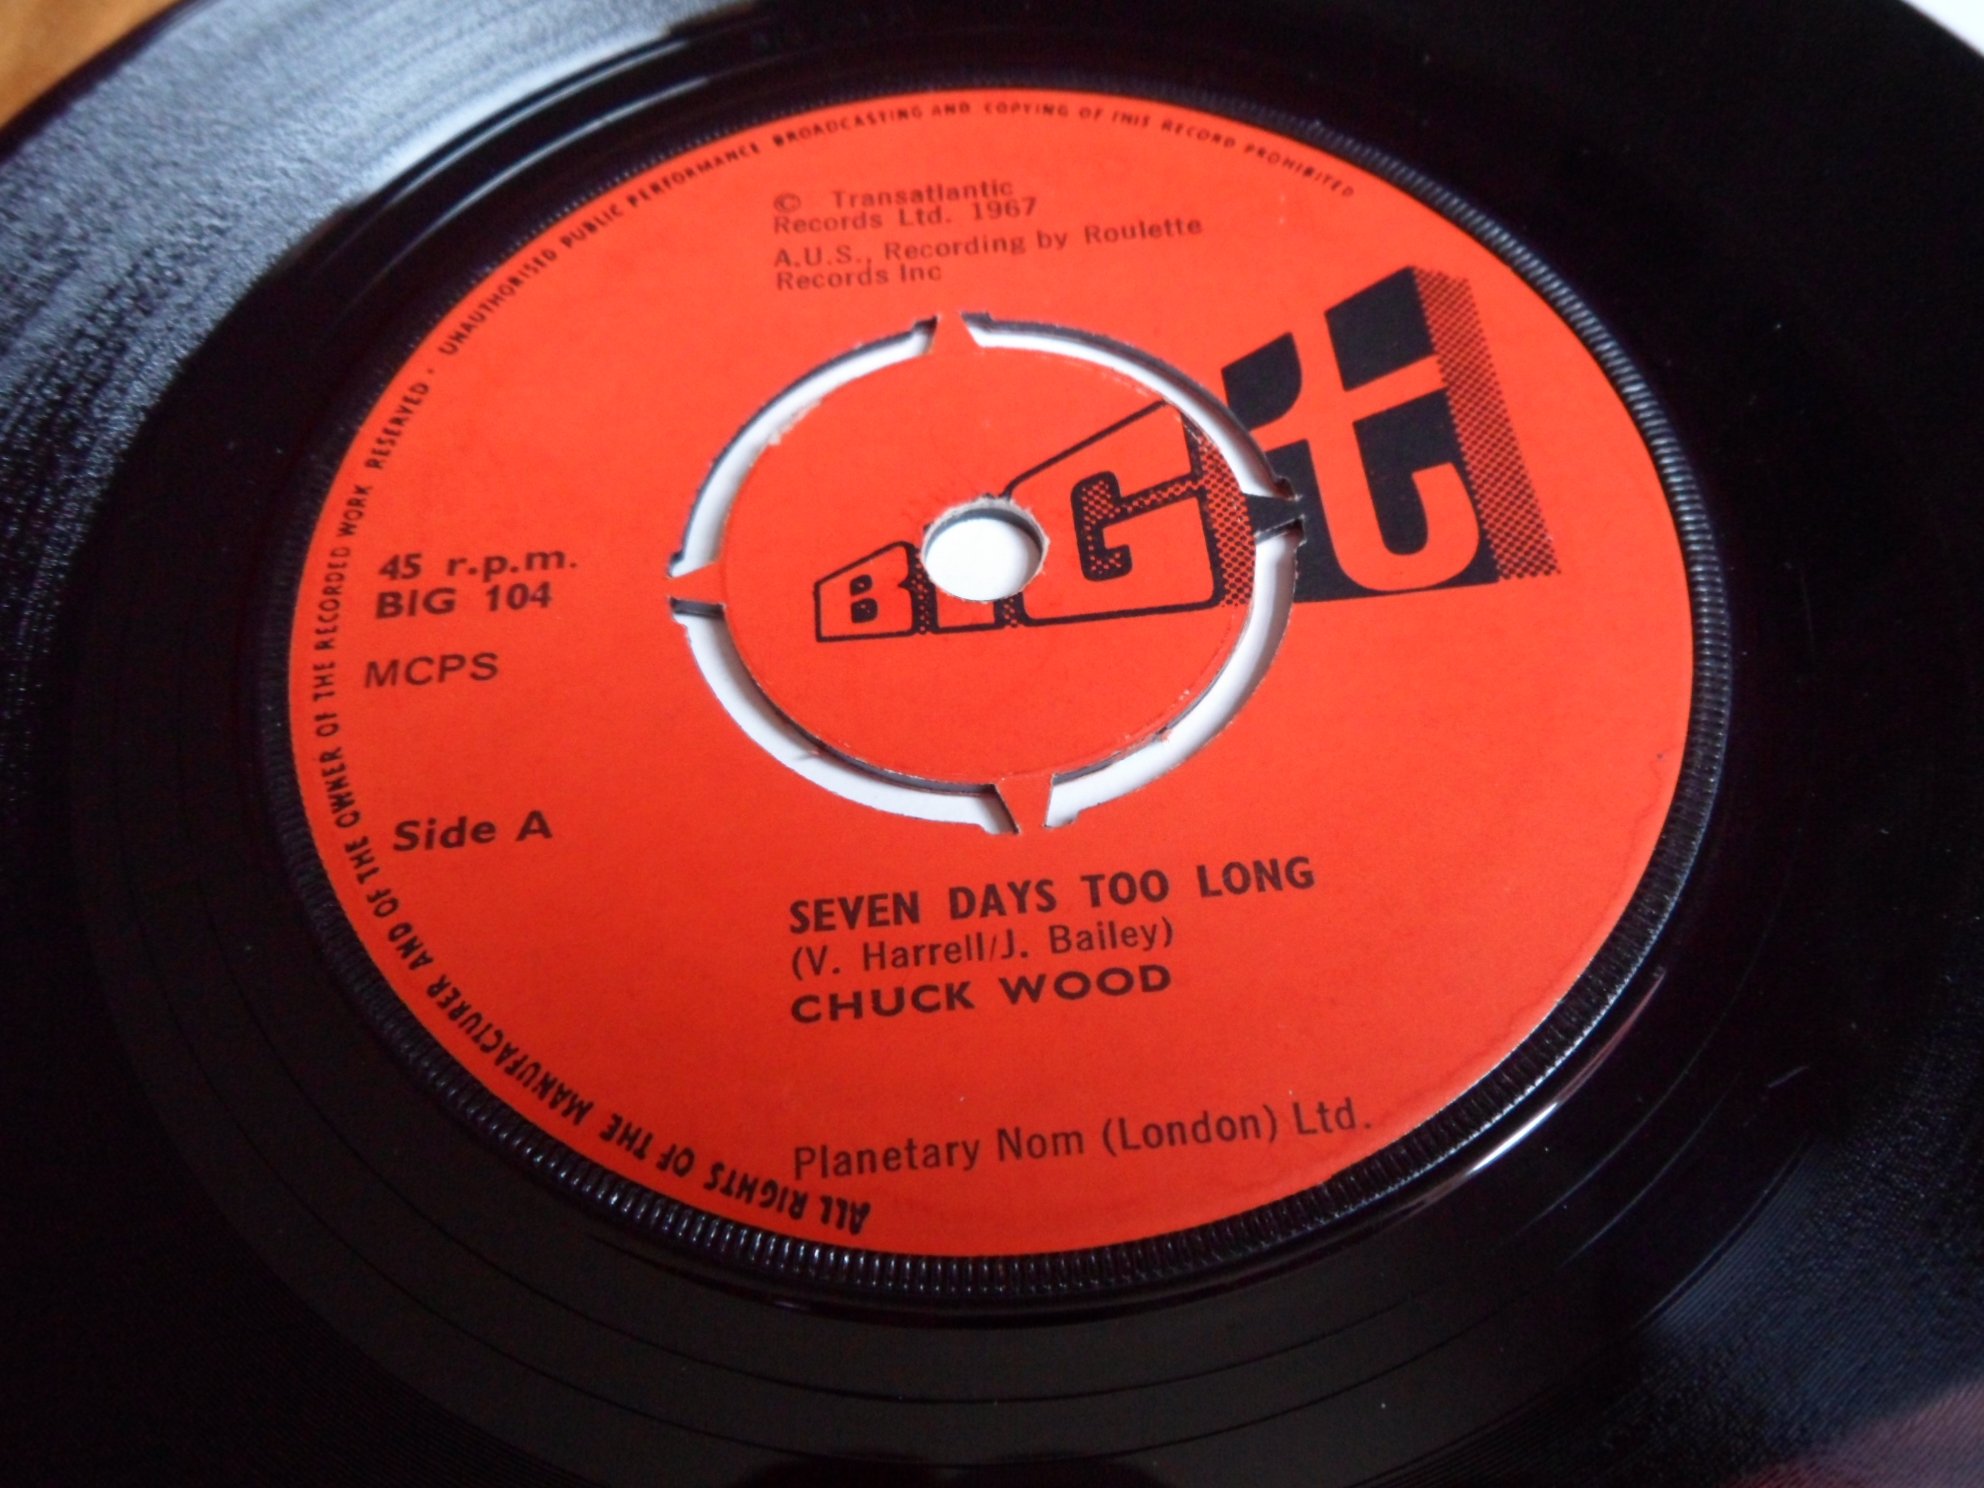 ALL RIGHTS OF THE MANUFACTURER AND OF THE OWNER OF THE RECORDED WORK RESERVED. UNAUTHORISED PUBLIC PERFORMANCE BROADCASTING AND COPYING OF THIS RECORD PROHIBITED
© Transatlantic
Records Ltd. 1967
A.U.S., Recording by Roulette
Records Inc
BIG T
45 r.p.m.
BIG 104
MCPS
Side A
SEVEN DAYS TOO LONG
(V. Harrell/J. Bailey)
CHUCK WOOD
Planetary Nom (London) Ltd.